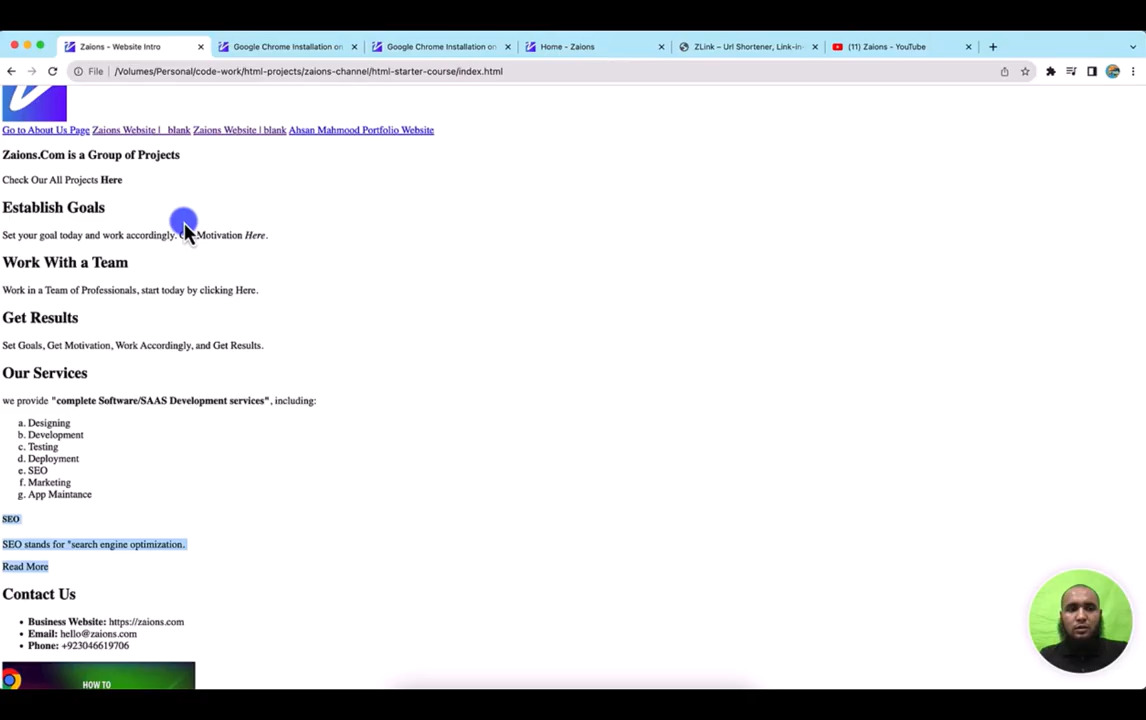 Zaions - Website Intro
Google Chrome Installation on
Google Chrome Installation on
Home - Zaions
ZLink – Url Shortener, Link-in-
(11) Zaions - YouTube
File
/Volumes/Personal/code-work/html-projects/zaions-channel/html-starter-course/index.html
Go to About Us Page Zaions Website | _blank Zaions Website | blank Ahsan Mahmood Portfolio Website
Zaions.Com is a Group of Projects
Check Our All Projects Here
Establish Goals
Set your goal today and work accordingly. Motivation Here.
Work With a Team
Work in a Team of Professionals, start today by clicking Here.
Get Results
Set Goals, Get Motivation, Work Accordingly, and Get Results.
Our Services
we provide "complete Software/SAAS Development services", including:
a. Designing
b. Development
c. Testing
d. Deployment
e. SEO
f. Marketing
g. App Maintance
SEO
SEO stands for "search engine optimization.
Read More
Contact Us
• Business Website: https://zaions.com
• Email: hello@zaions.com
• Phone: +923046619706
HOW TO